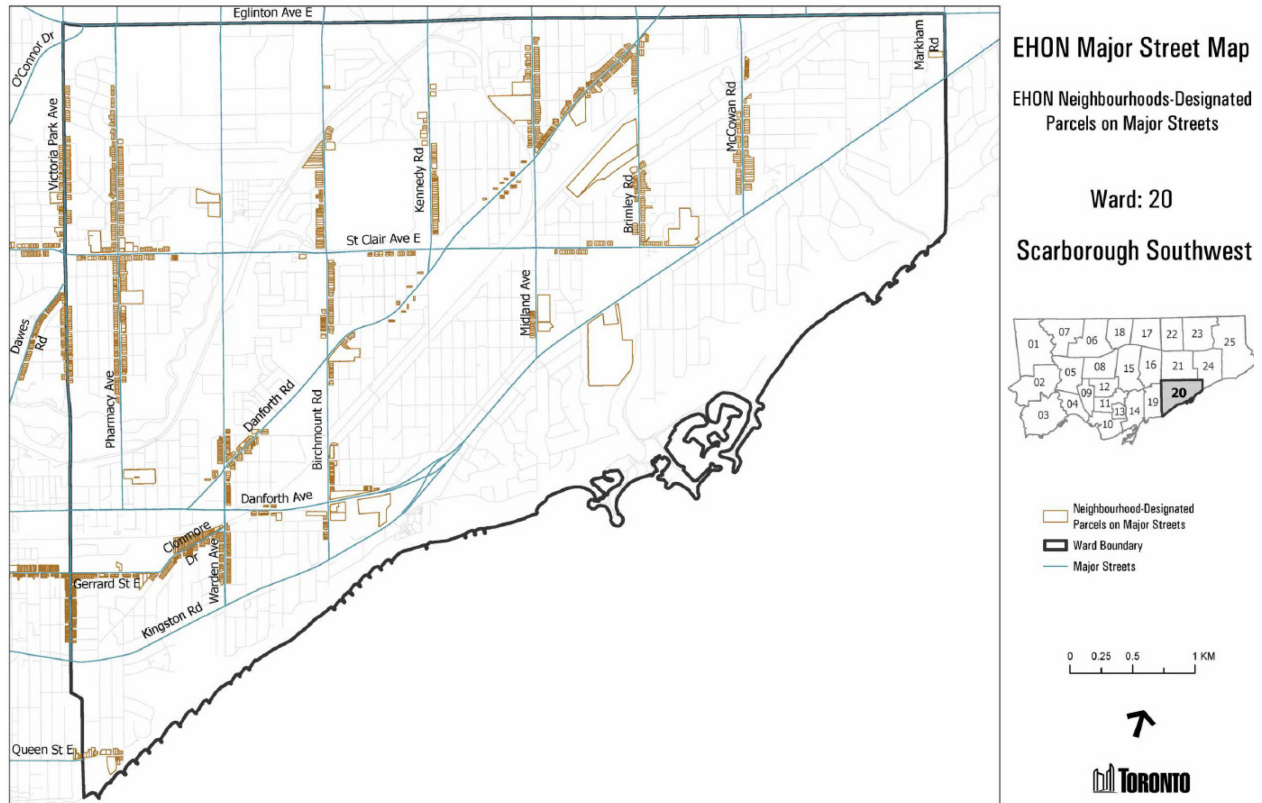 Eglinton Ave E
O'Connor Dr
Markham
Rd
Victoria Park Ave
McCowan Rd
Kennedy Rd
Brimley Rd
St Clair Ave E
Midland Ave
Dawes
Rd
Pharmacy Ave
Danforth Rd
Birchmount Rd
Danforth Ave
Clonmore
Dr
Warden Ave
Gerrard St E
Kingston Rd
Queen St E
EHON Major Street Map
EHON Neighbourhoods-Designated
Parcels on Major Streets
Ward: 20
Scarborough Southwest
01
07
06
18
17
22
23
25
02
05
08
15
16
21
24
03
04
09
12
11
10
13
14
19
20
Neighbourhood-Designated
Parcels on Major Streets
Ward Boundary
Major Streets
0 0.25 0.5 1 KM
TORONTO